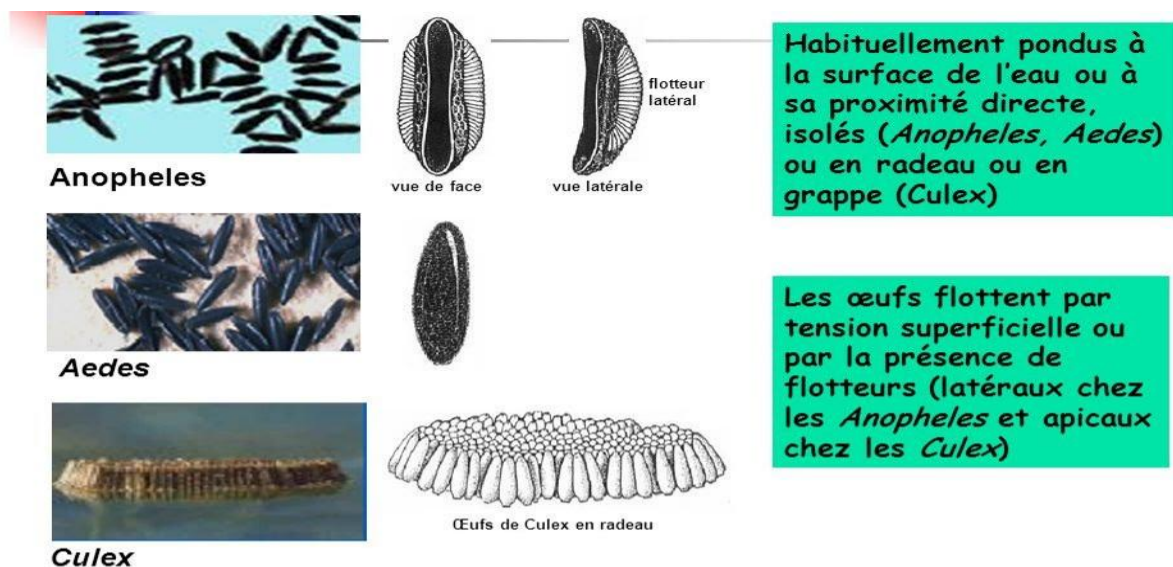 Anopheles
vue de face
vue latérale
flotteur
latéral
Habituellement pondus à
la surface de l'eau ou à
sa proximité directe,
isolés (Anopheles, Aedes)
ou en radeau ou en
grappe (Culex)
Aedes
Les œufs flottent par
tension superficielle ou
par la présence de
flotteurs (latéraux chez
les Anopheles et apicaux
chez les Culex)
Œufs de Culex en radeau
Culex